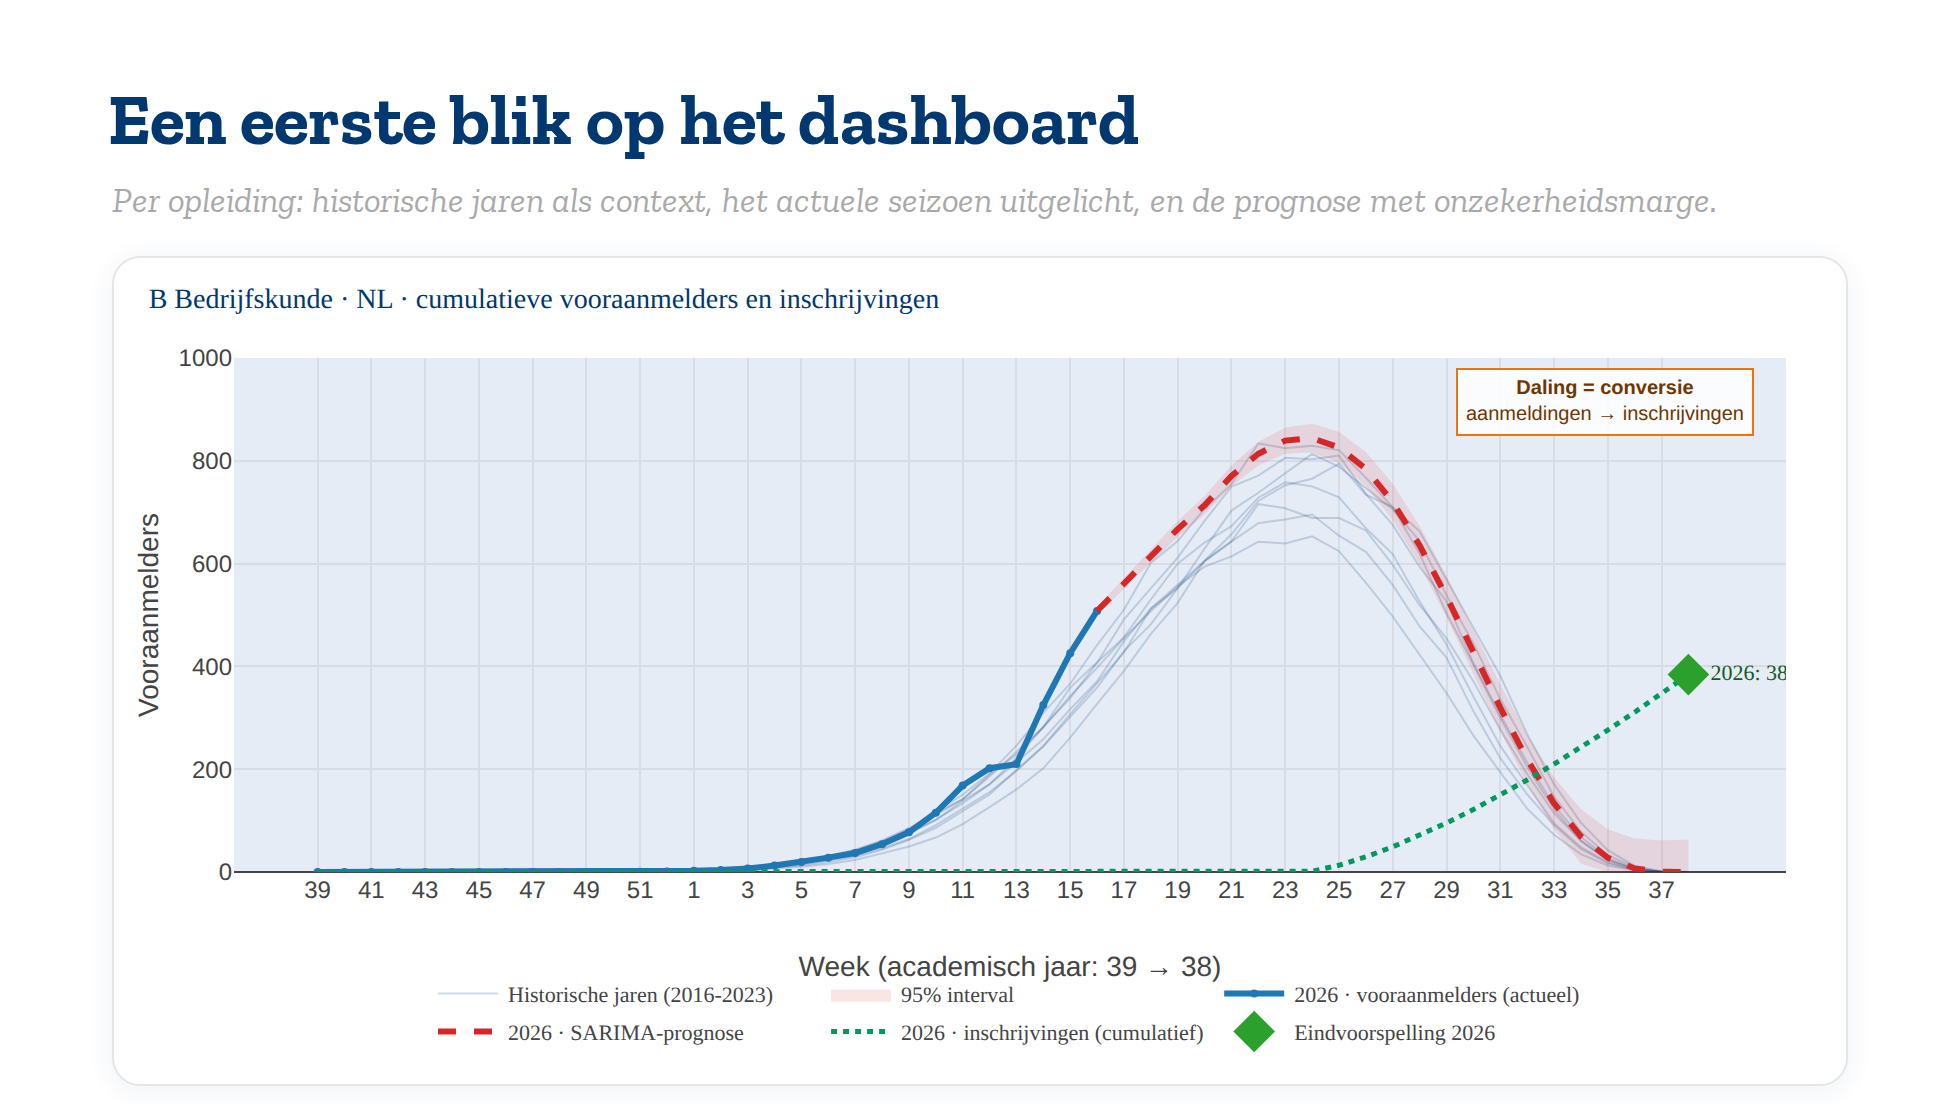 Een eerste blik op het dashboard
Per opleiding: historische jaren als context, het actuele seizoen uitgelicht, en de prognose met onzekerheidsmarge.
B Bedrijfskunde · NL · cumulatieve vooraanmelders en inschrijvingen
1000
800
600
400
200
0
Vooraanmelders
Daling = conversie
aanmeldingen → inschrijvingen
2026: 38
39 41 43 45 47 49 51 1 3 5 7 9 11 13 15 17 19 21 23 25 27 29 31 33 35 37
Week (academisch jaar: 39 → 38)
Historische jaren (2016-2023) 95% interval 2026 · vooraanmelders (actueel)
2026 · SARIMA-prognose 2026 · inschrijvingen (cumulatief) Eindvoorspelling 2026